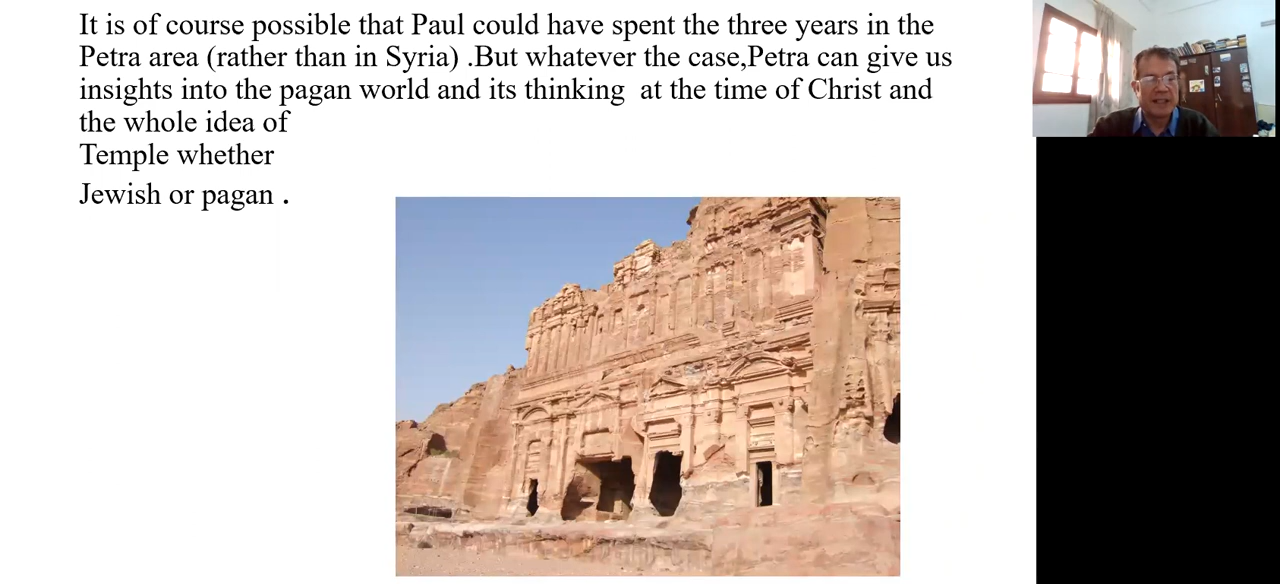 It is of course possible that Paul could have spent the three years in the
Petra area (rather than in Syria) .But whatever the case,Petra can give us
insights into the pagan world and its thinking  at the time of Christ and
the whole idea of
Temple whether
Jewish or pagan .